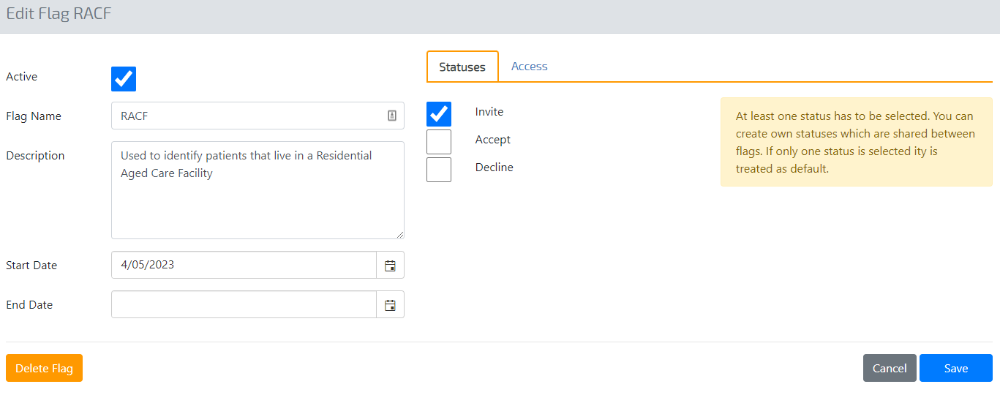 Edit Flag RACF
Active
Flag Name
RACF
Description
Used to identify patients that live in a Residential
Aged Care Facility
Start Date
4/05/2023
End Date
Statuses
Access
Invite
Accept
Decline
At least one status has to be selected. You can
create own statuses which are shared between
flags. If only one status is selected ity is
treated as default.
Delete Flag
Cancel
Save